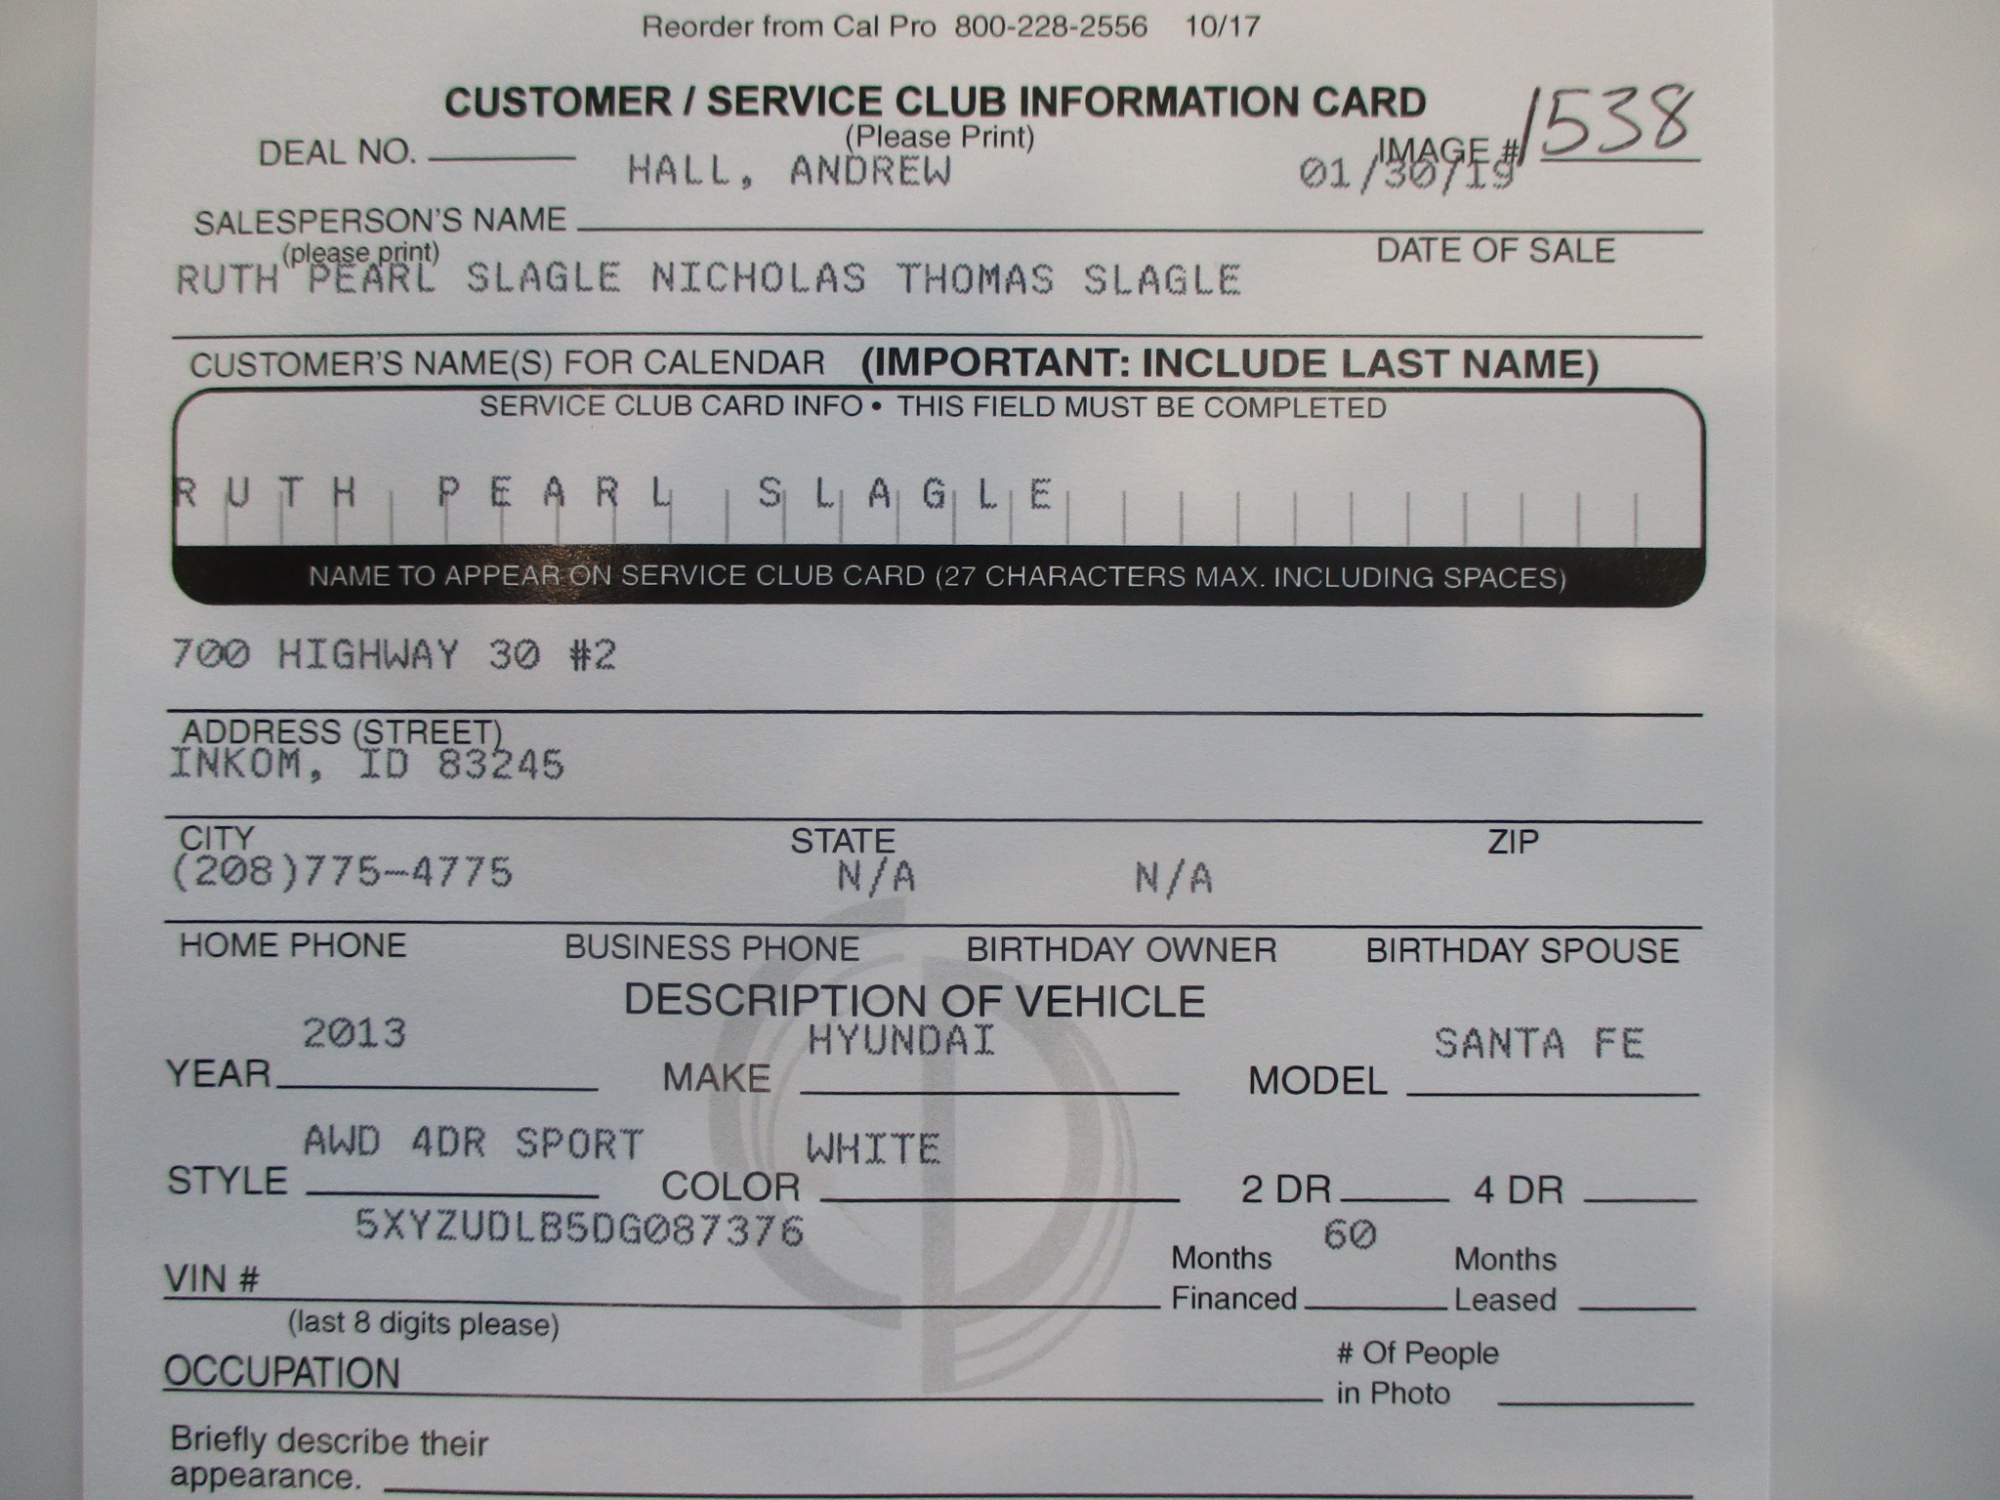 Reorder from Cal Pro 800-228-2556 10/17
CUSTOMER / SERVICE CLUB INFORMATION CARD
(Please Print)
DEAL NO. IMAGE # 1538
HALL, ANDREW 01/30/19
SALESPERSON'S NAME
(please print) DATE OF SALE
RUTH PEARL SLAGLE NICHOLAS THOMAS SLAGLE
CUSTOMER'S NAME(S) FOR CALENDAR (IMPORTANT: INCLUDE LAST NAME)
SERVICE CLUB CARD INFO • THIS FIELD MUST BE COMPLETED
RUTH PEARL SLAGLE
NAME TO APPEAR ON SERVICE CLUB CARD (27 CHARACTERS MAX. INCLUDING SPACES)
700 HIGHWAY 30 #2
ADDRESS (STREET)
INKOM, ID 83245
CITY STATE ZIP
(208)775-4775 N/A N/A
HOME PHONE BUSINESS PHONE BIRTHDAY OWNER BIRTHDAY SPOUSE
DESCRIPTION OF VEHICLE
2013 HYUNDAI SANTA FE
YEAR MAKE MODEL
AWD 4DR SPORT WHITE
STYLE COLOR 2 DR 4 DR
5XYZUDLB5DG087376 60
VIN # Months Financed Months Leased
(last 8 digits please)
OCCUPATION # Of People in Photo
Briefly describe their
appearance.